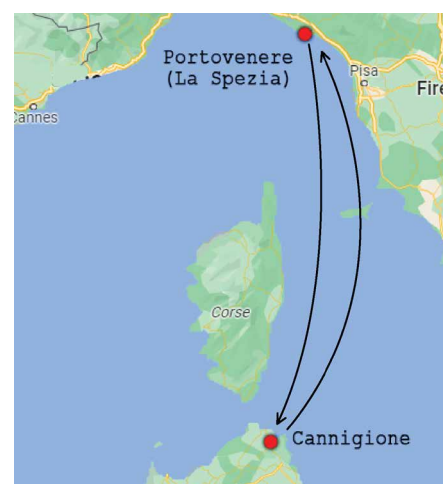 Portovenere
(La Spezia)
Pisa
Fire
Cannes
Corse
Cannigione